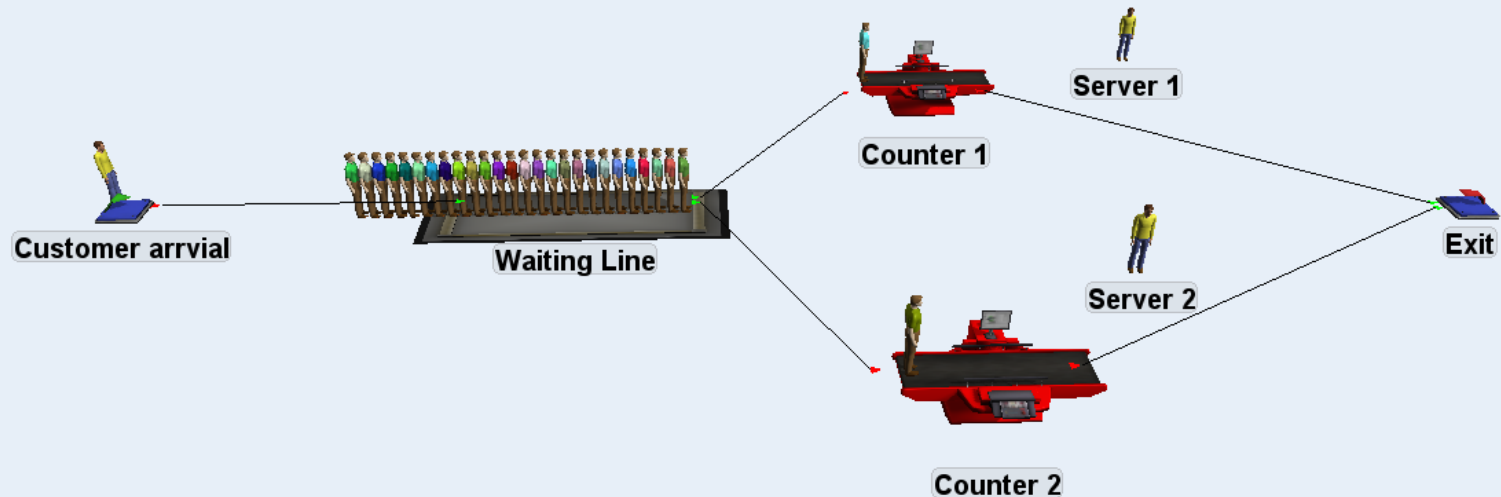 Server 1
Counter 1
Customer arrvial
Waiting Line
Exit
Server 2
Counter 2